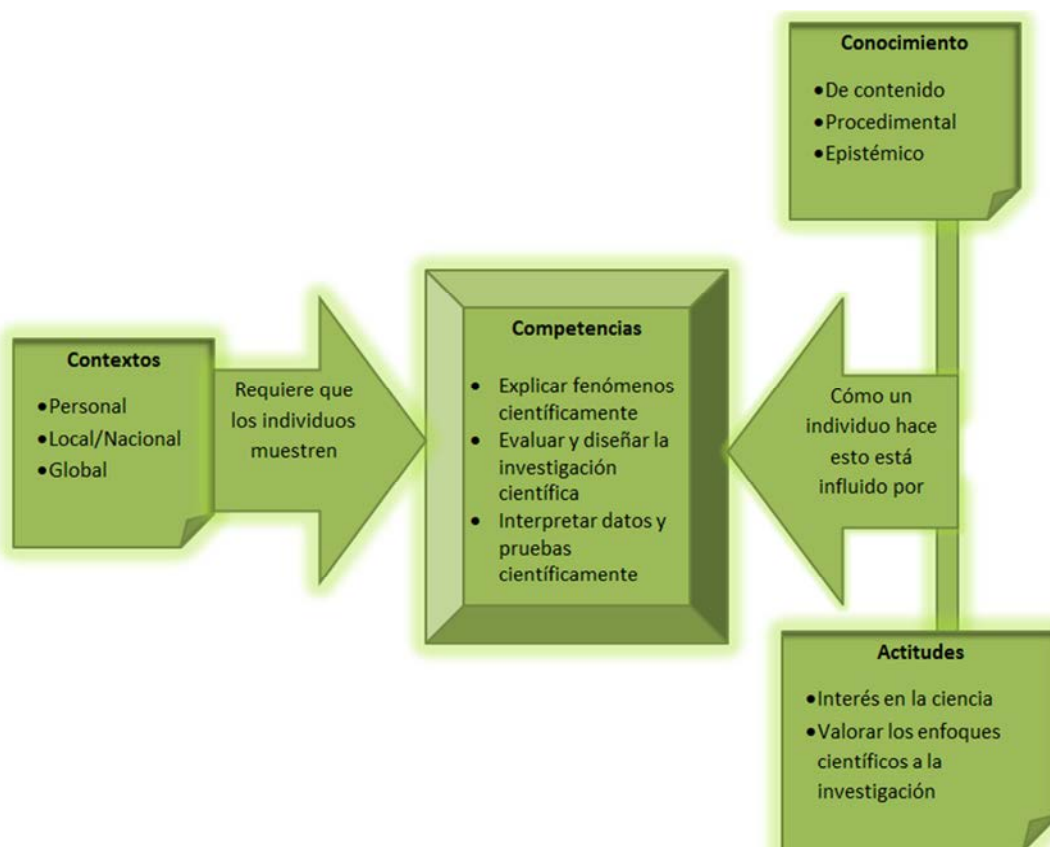 Contextos
•Personal
•Local/Nacional
•Global
Requiere que
los individuos
muestren
Competencias
• Explicar fenómenos
científicamente
• Evaluar y diseñar la
investigación
científica
• Interpretar datos y
pruebas
científicamente
Cómo un
individuo hace
esto está
influido por
Conocimiento
•De contenido
•Procedimental
•Epistémico
Actitudes
•Interés en la ciencia
•Valorar los enfoques
científicos a la
investigación